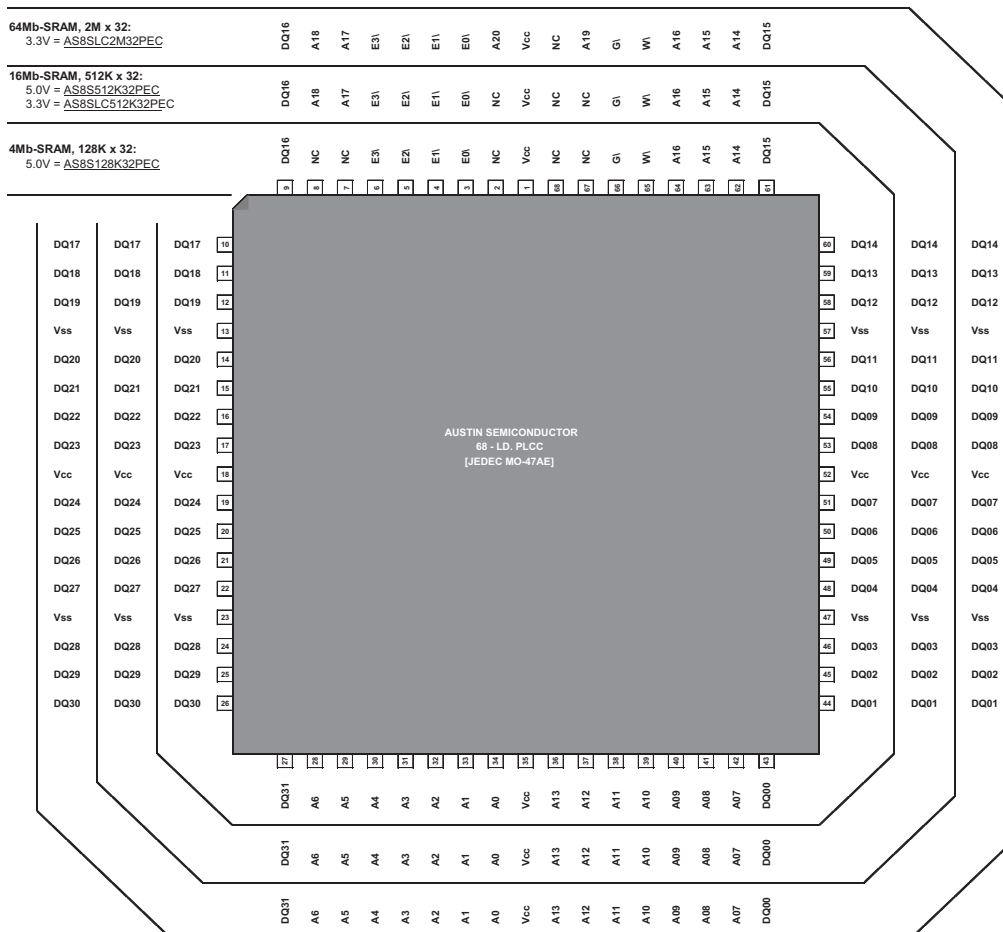 64Mb-SRAM, 2M x 32:
3.3V = AS8SLC2M32PEC
DQ16 A18 A17 E3\ E2\ E1\ E0\ A20 Vcc NC A19 G\ W\ A16 A15 A14 DQ15
16Mb-SRAM, 512K x 32:
5.0V = AS8S512K32PEC
3.3V = AS8SLC512K32PEC
DQ16 A18 A17 E3\ E2\ E1\ E0\ NC Vcc NC NC G\ W\ A16 A15 A14 DQ15
4Mb-SRAM, 128K x 32:
5.0V = AS8S128K32PEC
DQ16 NC NC E3\ E2\ E1\ E0\ NC Vcc NC NC G\ W\ A16 A15 A14 DQ15
9 8 7 6 5 4 3 2 1 68 67 66 65 64 63 62 61
DQ17 DQ17 DQ17 10 60 DQ14 DQ14 DQ14
DQ18 DQ18 DQ18 11 59 DQ13 DQ13 DQ13
DQ19 DQ19 DQ19 12 58 DQ12 DQ12 DQ12
Vss Vss Vss 13 57 Vss Vss Vss
DQ20 DQ20 DQ20 14 56 DQ11 DQ11 DQ11
DQ21 DQ21 DQ21 15 55 DQ10 DQ10 DQ10
DQ22 DQ22 DQ22 16 54 DQ09 DQ09 DQ09
DQ23 DQ23 DQ23 17 53 DQ08 DQ08 DQ08
Vcc Vcc Vcc 18 52 Vcc Vcc Vcc
DQ24 DQ24 DQ24 19 51 DQ07 DQ07 DQ07
DQ25 DQ25 DQ25 20 50 DQ06 DQ06 DQ06
DQ26 DQ26 DQ26 21 49 DQ05 DQ05 DQ05
DQ27 DQ27 DQ27 22 48 DQ04 DQ04 DQ04
Vss Vss Vss 23 47 Vss Vss Vss
DQ28 DQ28 DQ28 24 46 DQ03 DQ03 DQ03
DQ29 DQ29 DQ29 25 45 DQ02 DQ02 DQ02
DQ30 DQ30 DQ30 26 44 DQ01 DQ01 DQ01
AUSTIN SEMICONDUCTOR
68 - LD. PLCC
[JEDEC MO-47AE]
27 28 29 30 31 32 33 34 35 36 37 38 39 40 41 42 43
DQ31 A6 A5 A4 A3 A2 A1 A0 Vcc A13 A12 A11 A10 A09 A08 A07 DQ00
DQ31 A6 A5 A4 A3 A2 A1 A0 Vcc A13 A12 A11 A10 A09 A08 A07 DQ00
DQ31 A6 A5 A4 A3 A2 A1 A0 Vcc A13 A12 A11 A10 A09 A08 A07 DQ00